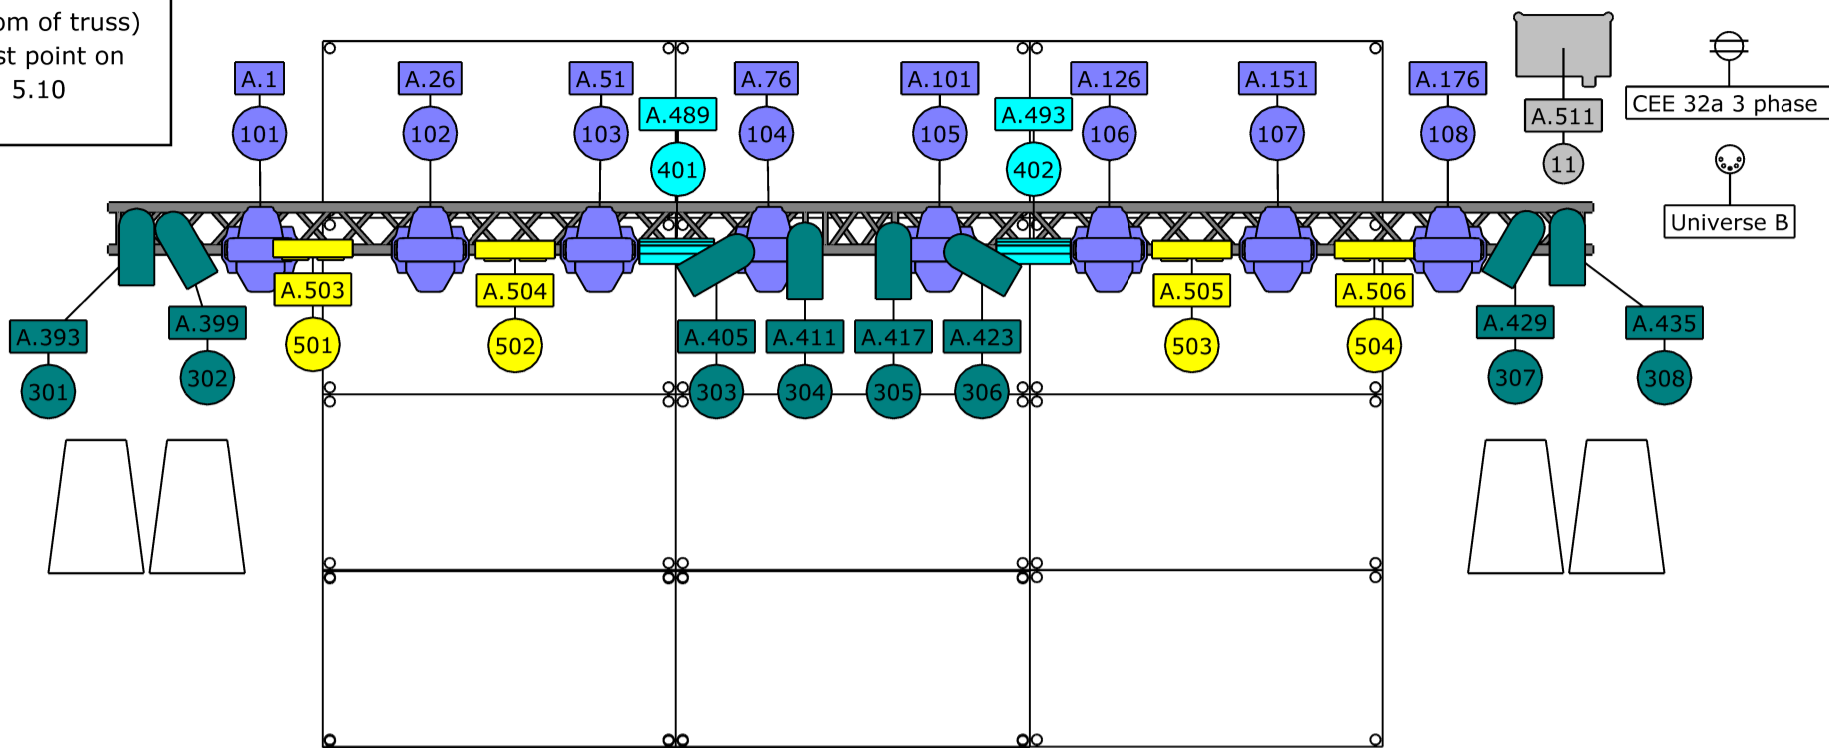 om of truss)
st point on
5.10
A.1
A.26
A.51
A.76
A.101
A.126
A.151
A.176
A.489
A.493
101
102
103
104
105
106
107
108
401
402
A.511
11
CEE 32a 3 phase
Universe B
A.503
A.504
A.505
A.506
501
502
503
504
A.393
A.399
A.405
A.411
A.417
A.423
A.429
A.435
301
302
303
304
305
306
307
308